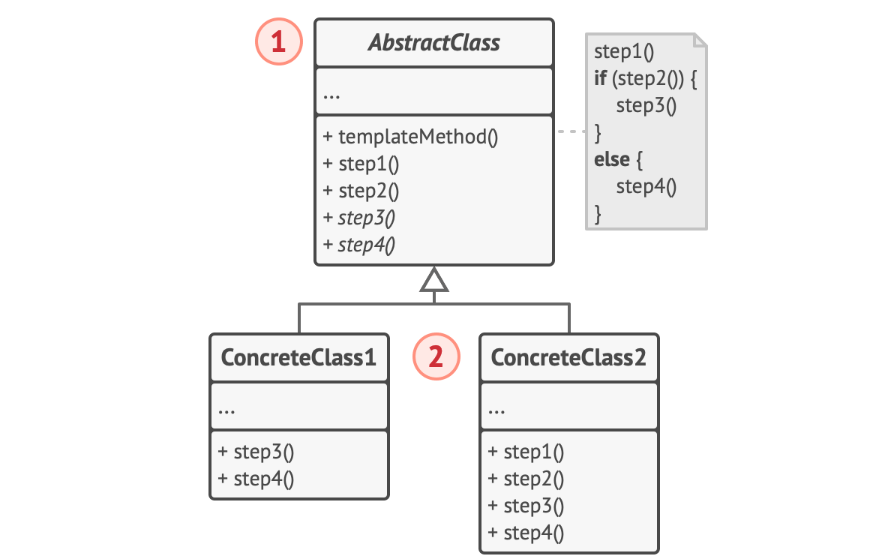 1
AbstractClass
...
+ templateMethod()
+ step1()
+ step2()
+ step3()
+ step4()
step1()
if (step2()) {
step3()
}
else {
step4()
}
2
ConcreteClass1
...
+ step3()
+ step4()
ConcreteClass2
...
+ step1()
+ step2()
+ step3()
+ step4()